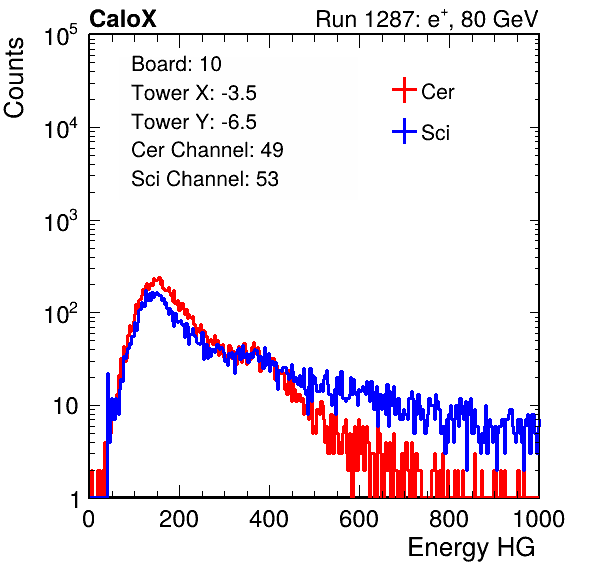 CaloX Run 1287: e⁺, 80 GeV
Counts
10⁵
10⁴
10³
10²
10
1
Board: 10
Tower X: -3.5
Tower Y: -6.5
Cer Channel: 49
Sci Channel: 53
Cer
Sci
0 200 400 600 800 1000
Energy HG